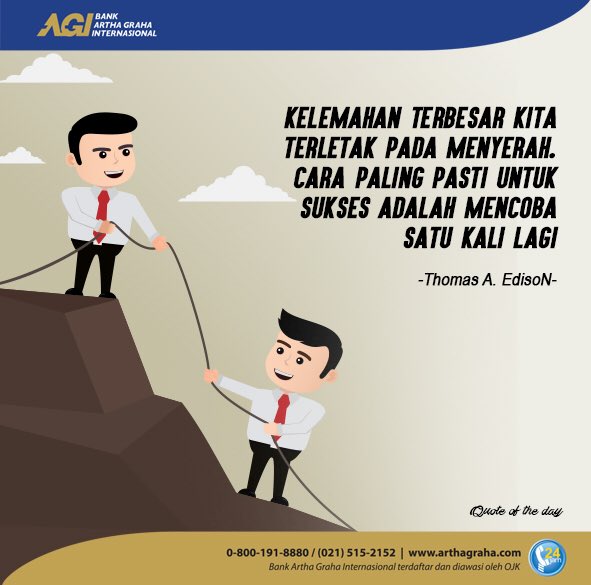 AGI BANK
ARTHA GRAHA
INTERNASIONAL
KELEMAHAN TERBESAR KITA
TERLETAK PADA MENYERAH.
CARA PALING PASTI UNTUK
SUKSES ADALAH MENCOBA
SATU KALI LAGI
-Thomas A. EdisoN-
Quote of the day
0-800-191-8880 / (021) 515-2152 | www.arthagraha.com
Bank Artha Graha Internasional terdaftar dan diawasi oleh OJK
24
jam